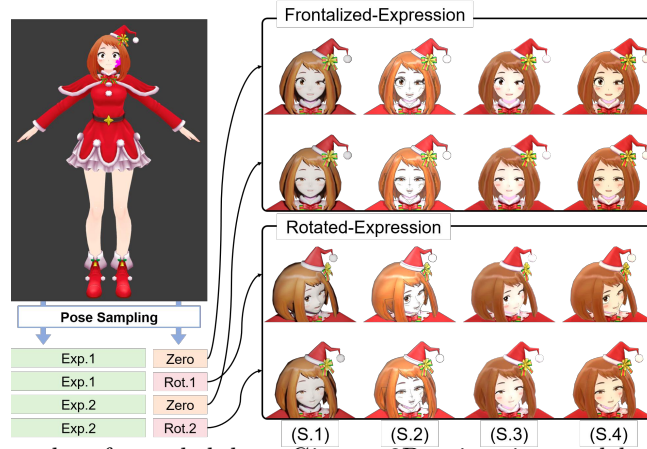 Frontalized-Expression
Rotated-Expression
Pose Sampling
Exp.1 Zero
Exp.1 Rot.1
Exp.2 Zero
Exp.2 Rot.2
(S.1) (S.2) (S.3) (S.4)